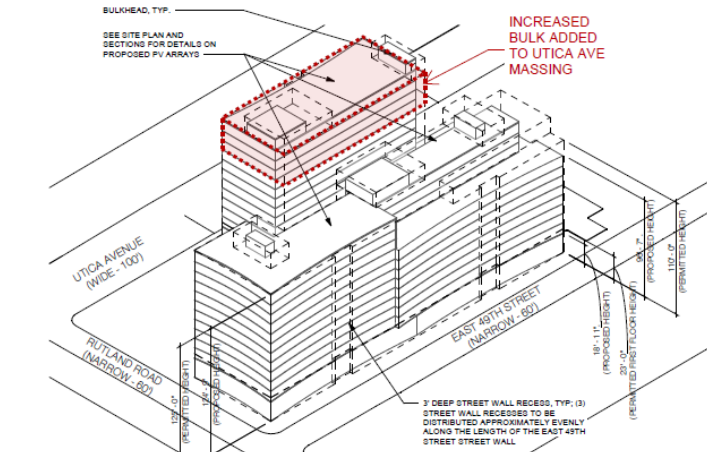 BULKHEAD, TYP.
SEE SITE PLAN AND
SECTIONS FOR DETAILS ON
PROPOSED PV ARRAYS
INCREASED
BULK ADDED
TO UTICA AVE
MASSING
UTICA AVENUE
(WIDE - 100')
RUTLAND ROAD
(NARROW - 60')
EAST 49TH STREET
(NARROW - 60')
(PERMITTED HEIGHT)
(PROPOSED HEIGHT)
18' - 11"
(PROPOSED HEIGHT)
23' - 0"
(PERMITTED FIRST FLOOR HEIGHT)
(PROPOSED HEIGHT)
110' - 0"
(PERMITTED HEIGHT)
3' DEEP STREET WALL RECESS, TYP; (3)
STREET WALL RECESSES TO BE
DISTRIBUTED APPROXIMATELY EVENLY
ALONG THE LENGTH OF THE EAST 49TH
STREET STREET WALL